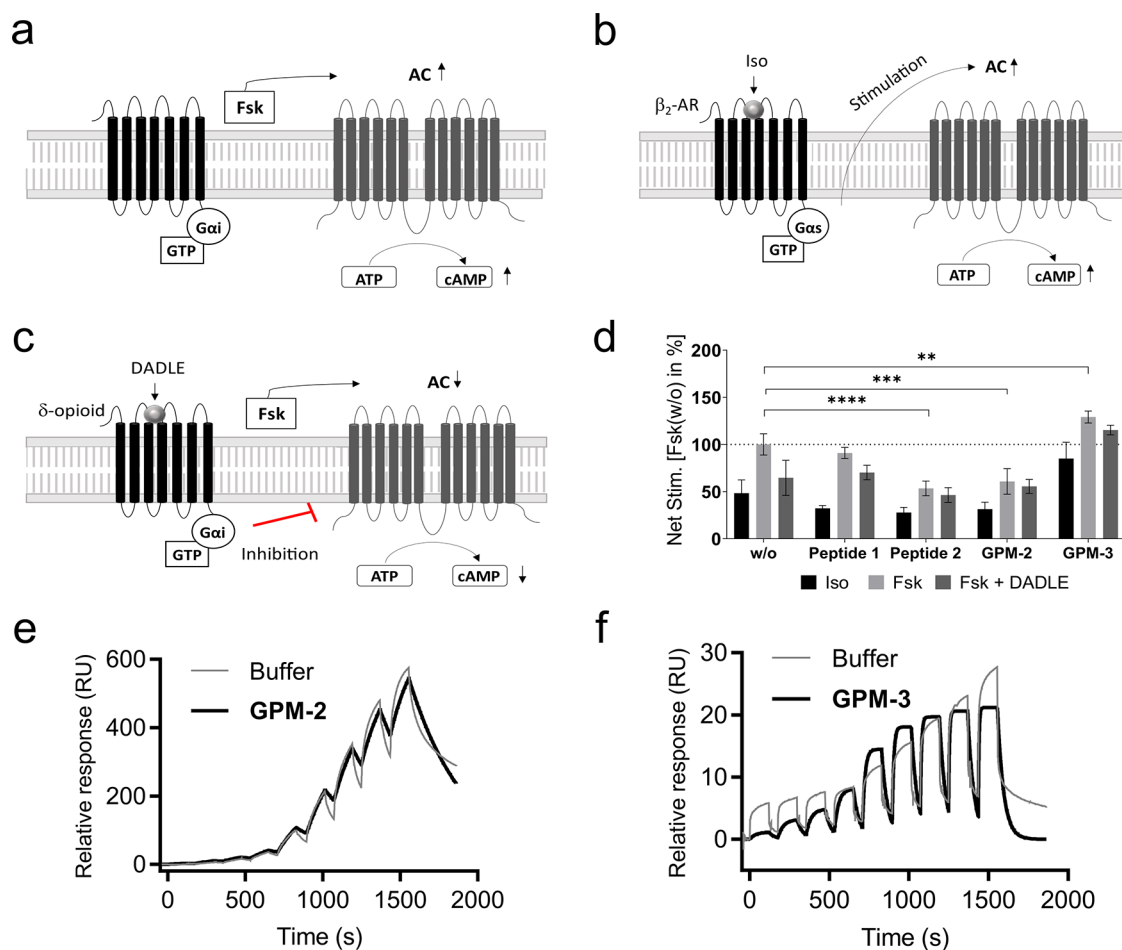 a
Fsk
AC
Gαi
GTP
ATP
cAMP
b
Iso
β2-AR
Stimulation
AC
Gαs
GTP
ATP
cAMP
c
DADLE
δ-opioid
Fsk
AC
Gαi
GTP
Inhibition
ATP
cAMP
d
Net Stim. [Fsk(w/o) in %]
200
150
100
50
0
**
***
****
w/o Peptide 1 Peptide 2 GPM-2 GPM-3
Iso Fsk Fsk + DADLE
e
Relative response (RU)
600
400
200
0
Buffer
GPM-2
0 500 1000 1500 2000
Time (s)
f
Relative response (RU)
30
20
10
0
Buffer
GPM-3
0 500 1000 1500 2000
Time (s)